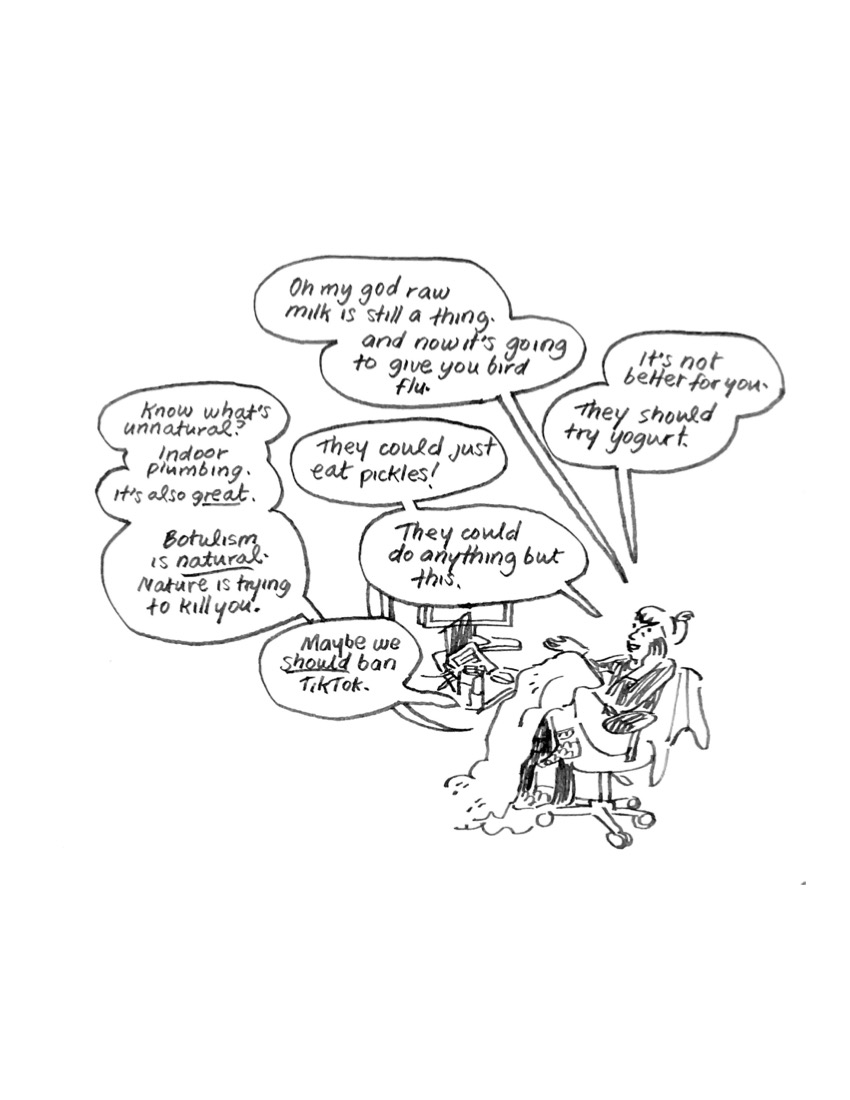 Oh my god raw
milk is still a thing.
and now it's going
to give you bird
flu.
It's not
better for you.
They should
try yogurt.
They could just
eat pickles!
They could
do anything but
this.
Know what's
unnatural?
Indoor
plumbing.
It's also great.
Botulism
is natural.
Nature is trying
to kill you.
Maybe we
should ban
TikTok.